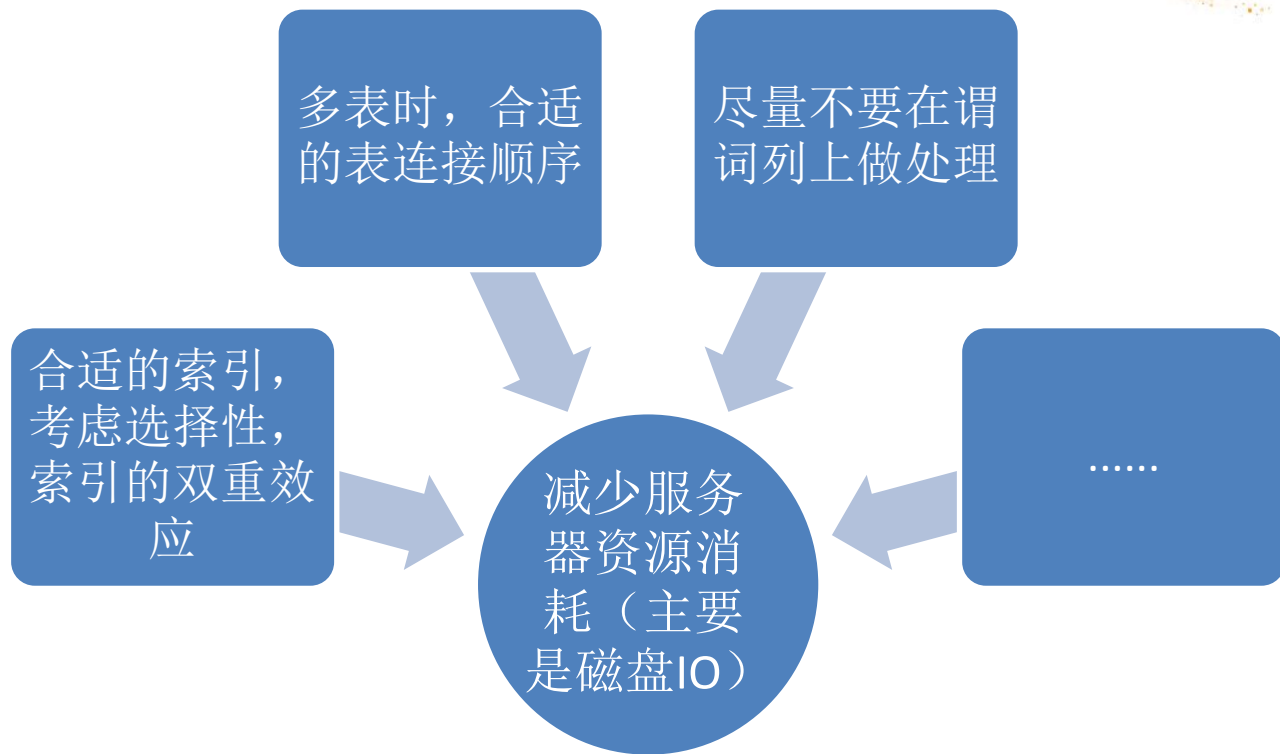 多表时，合适
的表连接顺序
尽量不要在谓
词列上做处理
合适的索引，
考虑选择性，
索引的双重效
应
……
减少服务
器资源消
耗（主要
是磁盘IO）